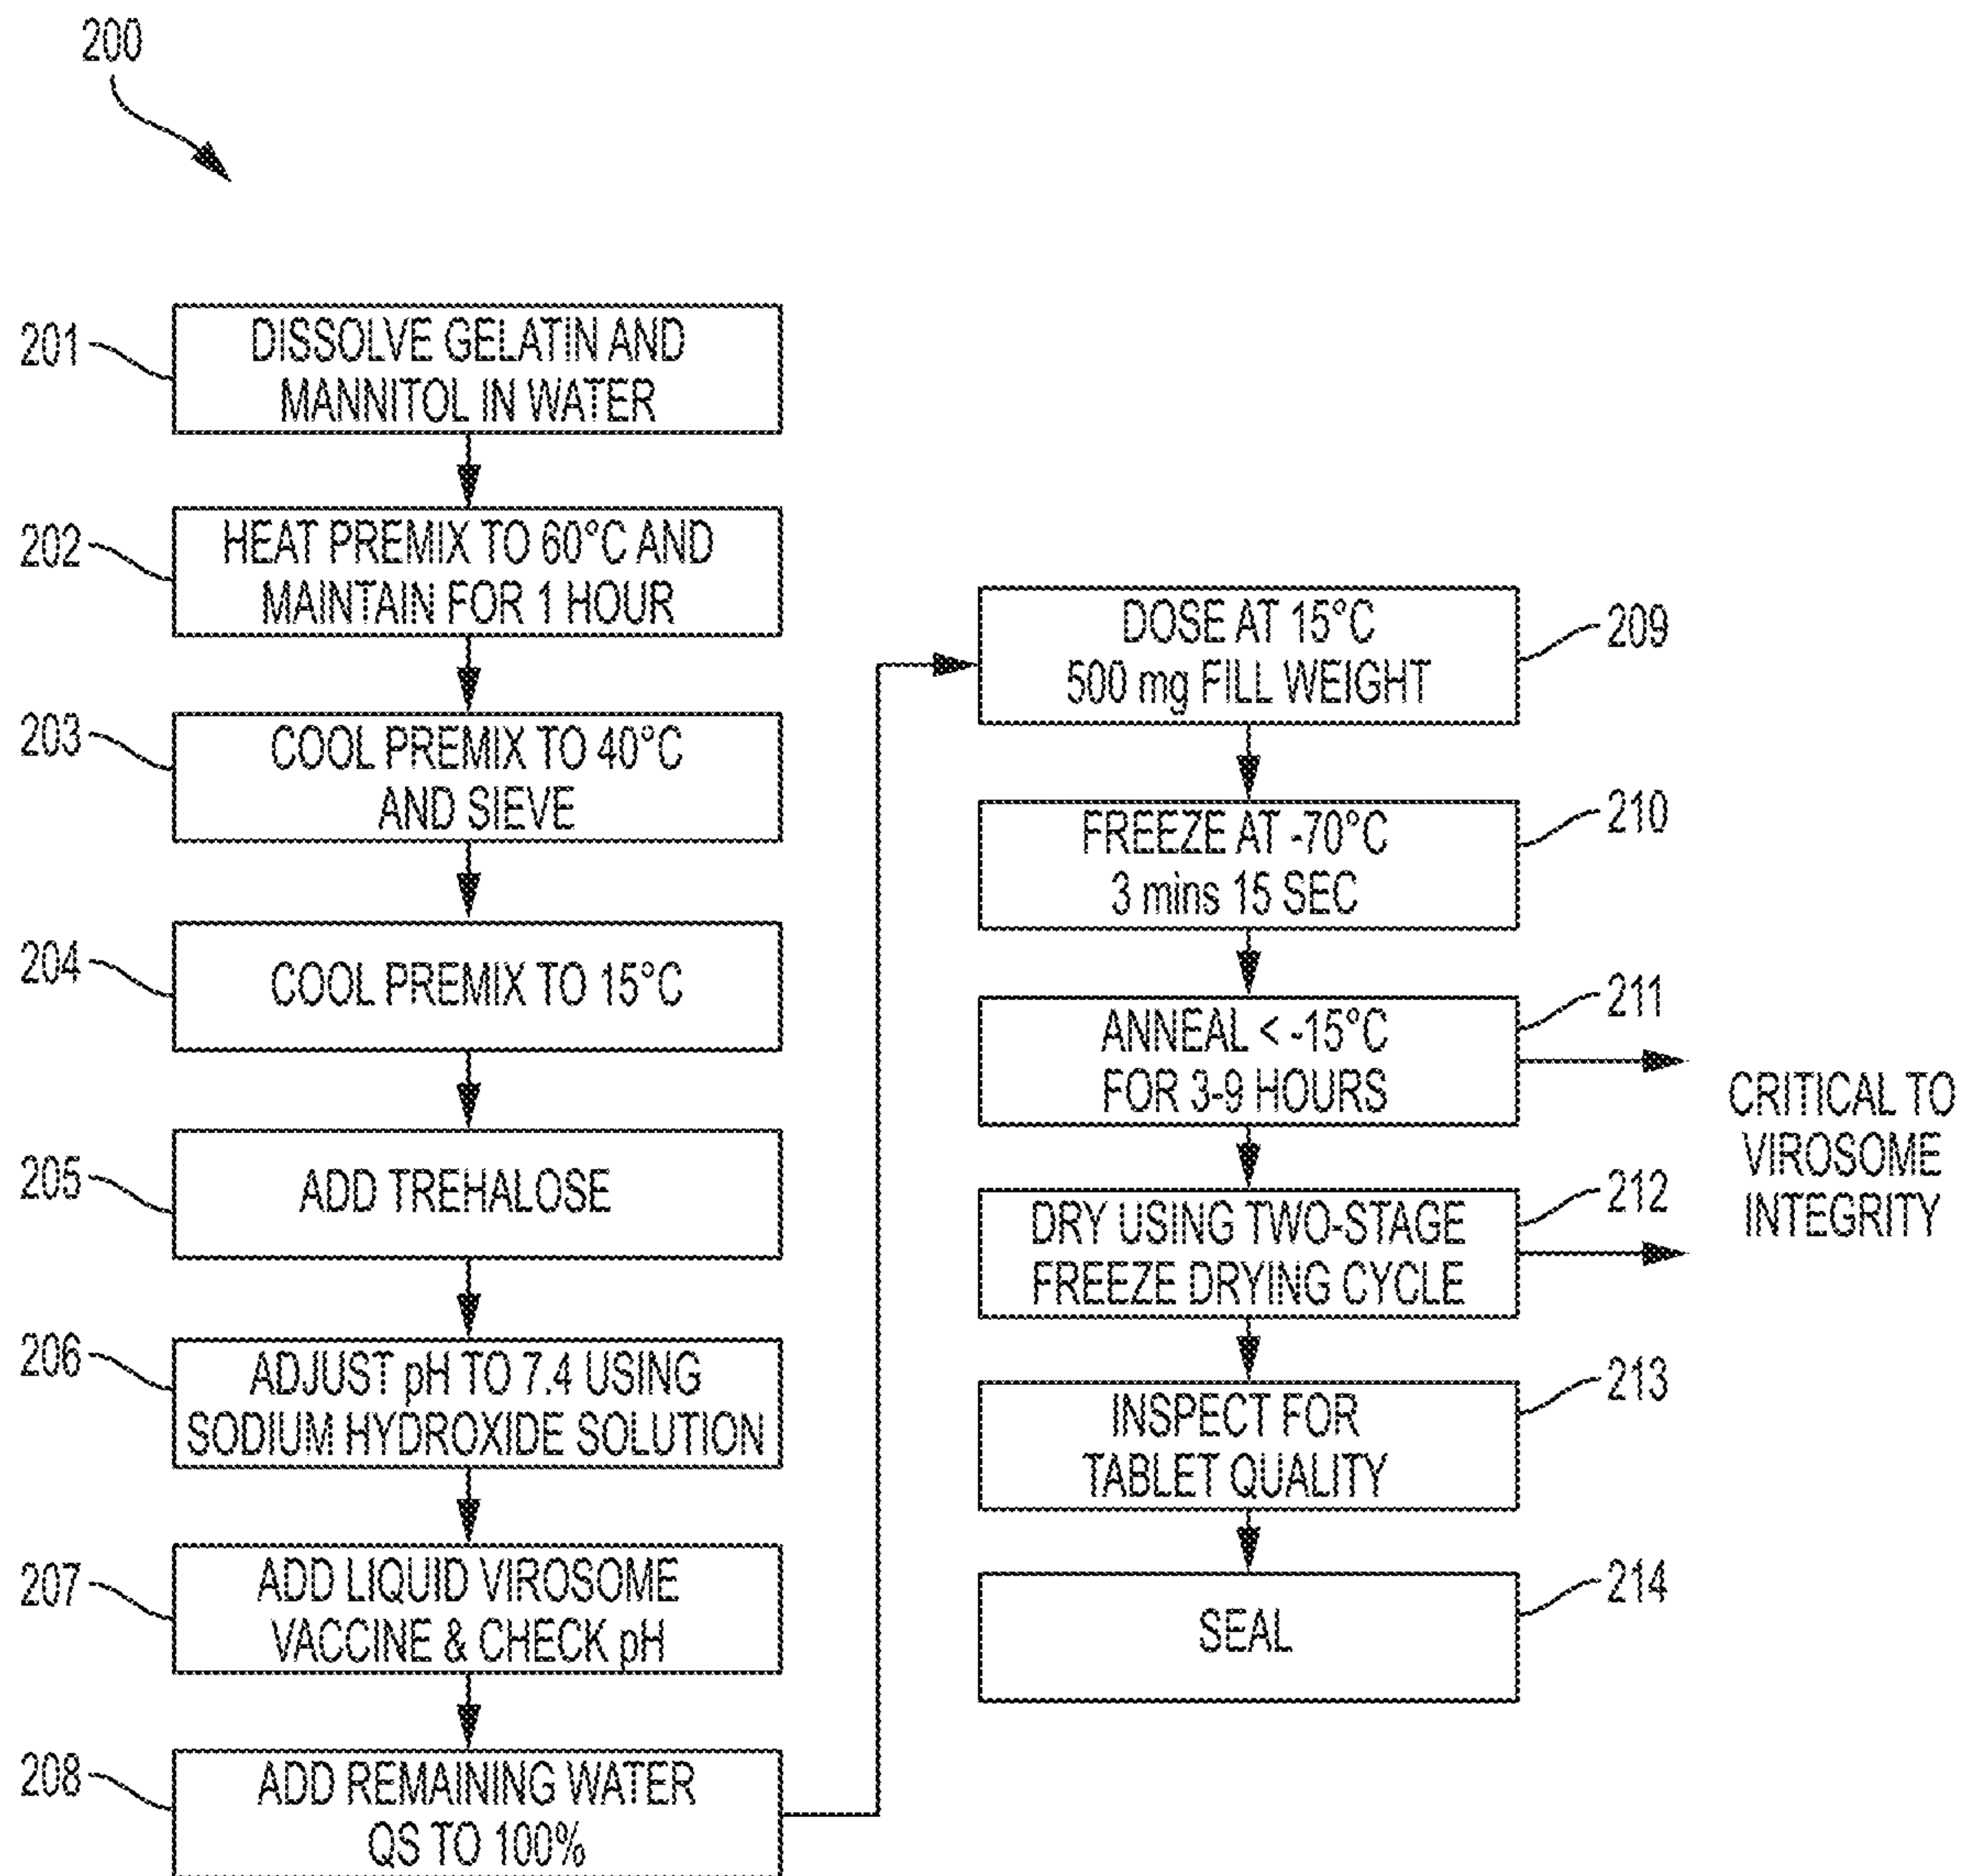 200
201
DISSOLVE GELATIN AND
MANNITOL IN WATER
202
HEAT PREMIX TO 60°C AND
MAINTAIN FOR 1 HOUR
203
COOL PREMIX TO 40°C
AND SIEVE
204
COOL PREMIX TO 15°C
205
ADD TREHALOSE
206
ADJUST pH TO 7.4 USING
SODIUM HYDROXIDE SOLUTION
207
ADD LIQUID VIROSOME
VACCINE & CHECK pH
208
ADD REMAINING WATER
QS TO 100%
DOSE AT 15°C
500 mg FILL WEIGHT
209
FREEZE AT -70°C
3 mins 15 SEC
210
ANNEAL < -15°C
FOR 3-9 HOURS
211
DRY USING TWO-STAGE
FREEZE DRYING CYCLE
212
CRITICAL TO
VIROSOME
INTEGRITY
INSPECT FOR
TABLET QUALITY
213
SEAL
214